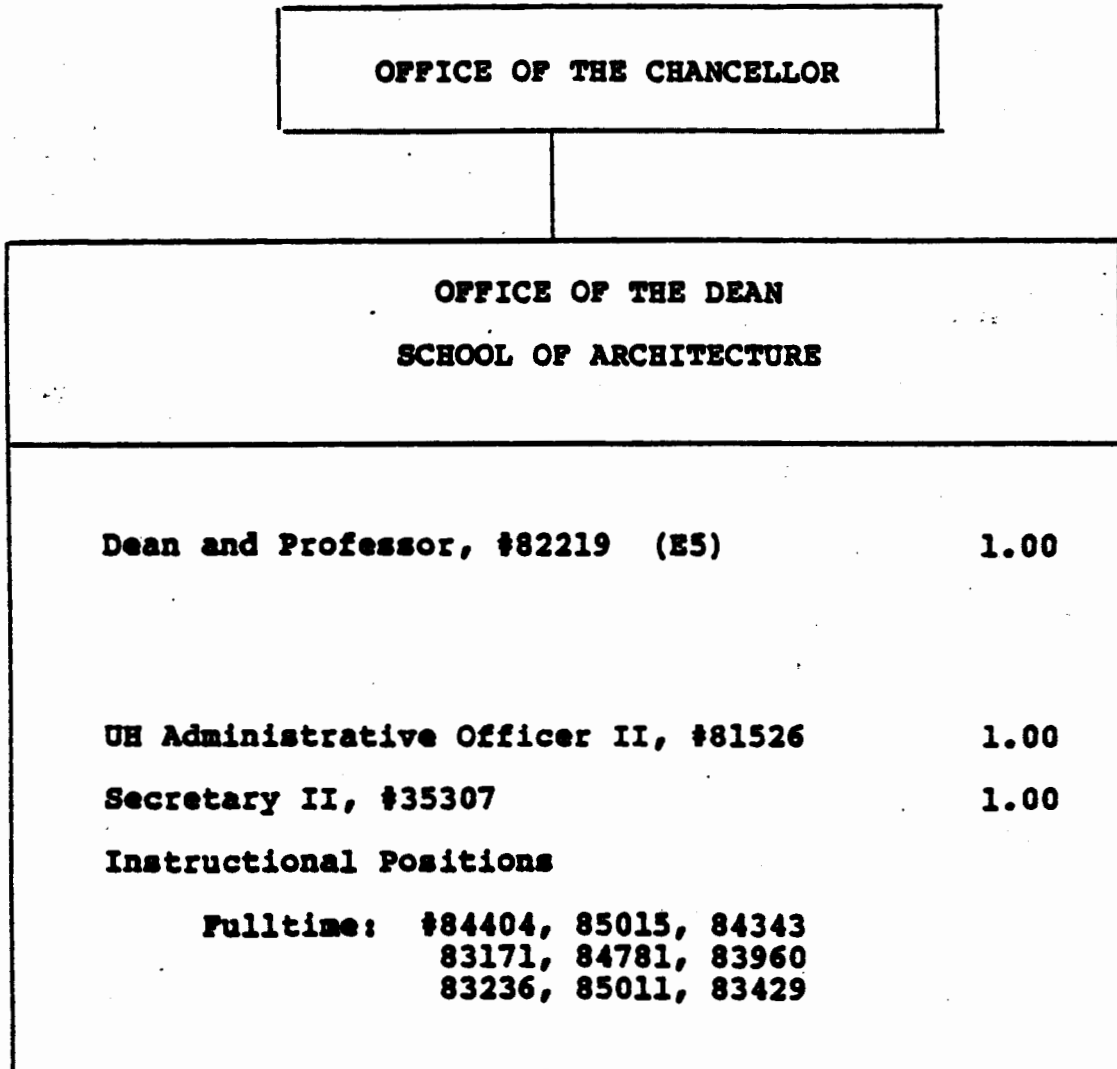 OFFICE OF THE CHANCELLOR
OFFICE OF THE DEAN
SCHOOL OF ARCHITECTURE
Dean and Professor, #82219 (E5) 1.00
UH Administrative Officer II, #81526 1.00
Secretary II, #35307 1.00
Instructional Positions
Fulltime: #84404, 85015, 84343
83171, 84781, 83960
83236, 85011, 83429